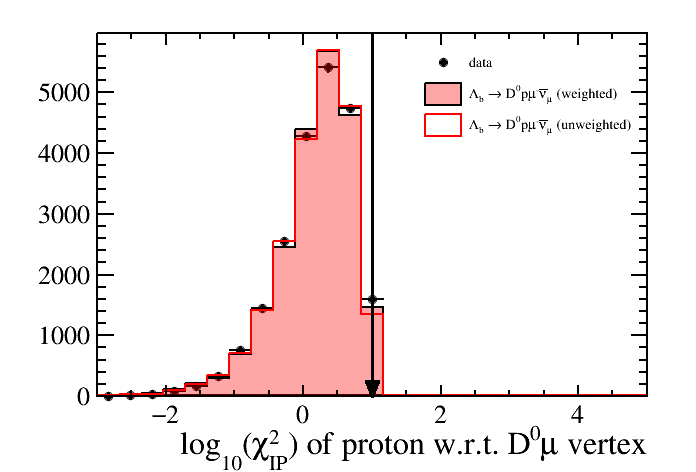 data
Λb → D⁰pμ ν̄μ (weighted)
Λb → D⁰pμ ν̄μ (unweighted)
5000
4000
3000
2000
1000
0
−2 0 2 4
log₁₀(χ²IP) of proton w.r.t. D⁰μ vertex